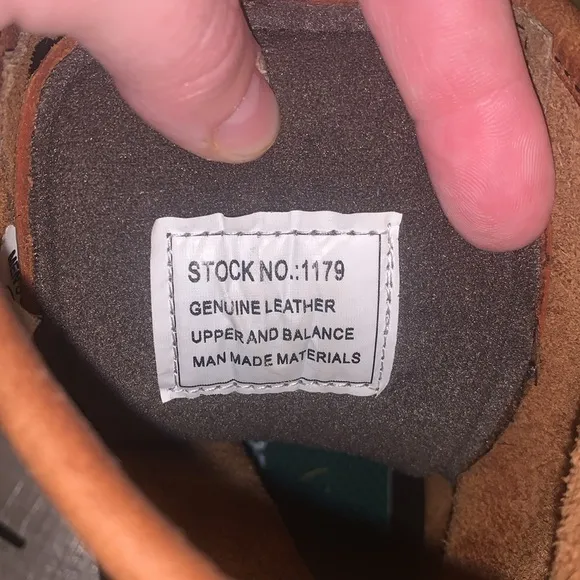 STOCK NO.:1179
GENUINE LEATHER
UPPER AND BALANCE
MAN MADE MATERIALS